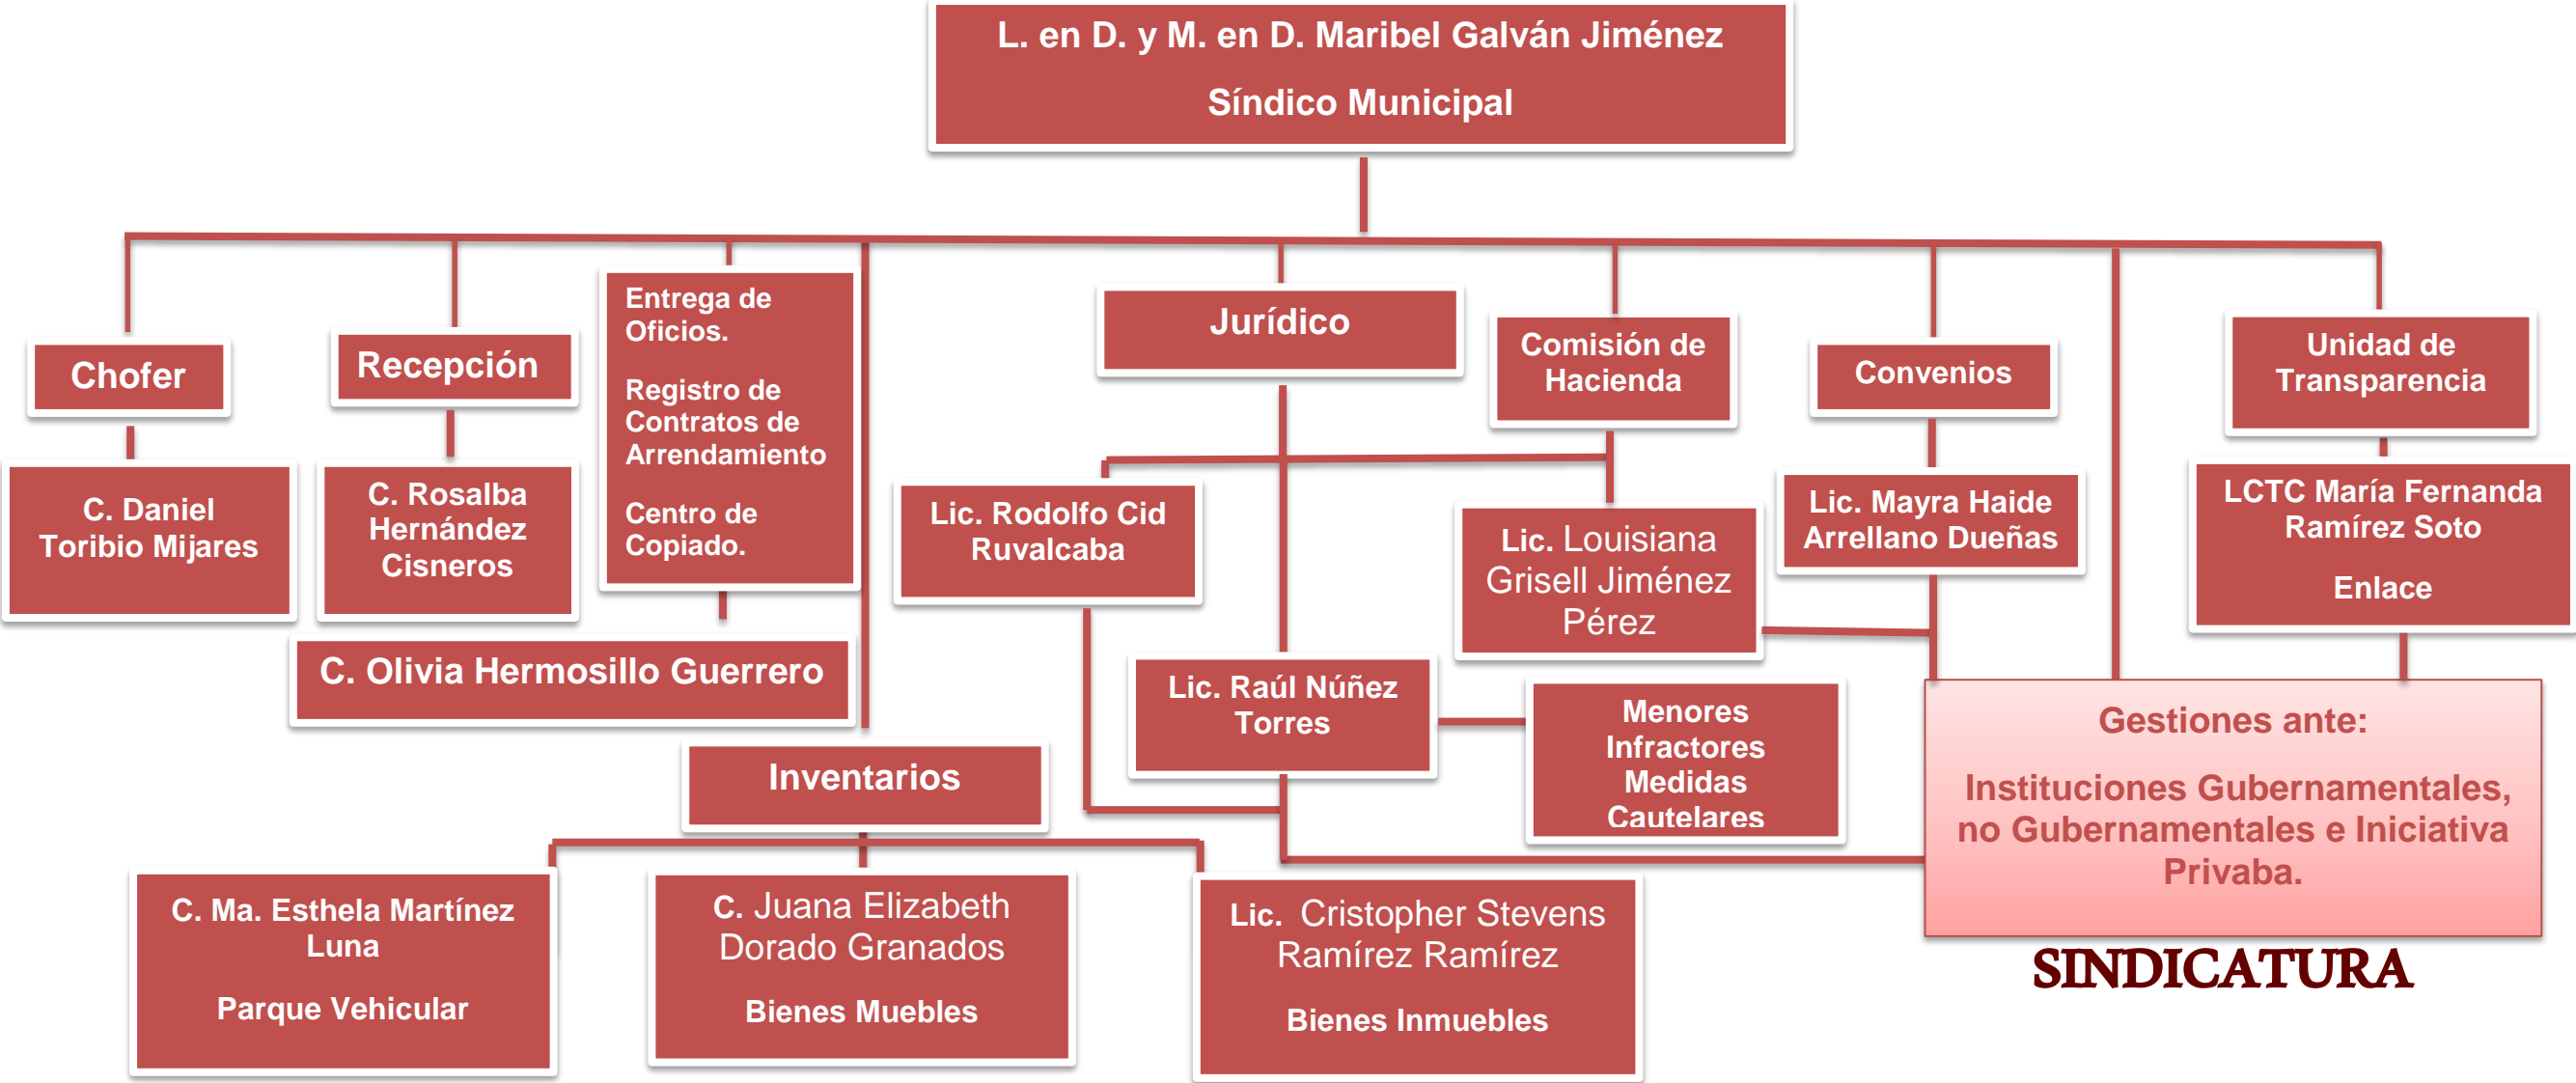 L. en D. y M. en D. Maribel Galván Jiménez
Síndico Municipal
Chofer
C. Daniel
Toribio Mijares
Recepción
C. Rosalba
Hernández
Cisneros
Entrega de
Oficios.
Registro de
Contratos de
Arrendamiento
Centro de
Copiado.
C. Olivia Hermosillo Guerrero
Inventarios
C. Ma. Esthela Martínez
Luna
Parque Vehicular
C. Juana Elizabeth
Dorado Granados
Bienes Muebles
Lic. Cristopher Stevens
Ramírez Ramírez
Bienes Inmuebles
Jurídico
Lic. Raúl Núñez
Torres
Menores
Infractores
Medidas
Cautelares
Comisión de
Hacienda
Lic. Rodolfo Cid
Ruvalcaba
Lic. Louisiana
Grisell Jiménez
Pérez
Convenios
Lic. Mayra Haide
Arrellano Dueñas
Unidad de
Transparencia
LCTC María Fernanda
Ramírez Soto
Enlace
Gestiones ante:
Instituciones Gubernamentales,
no Gubernamentales e Iniciativa
Privaba.
SINDICATURA